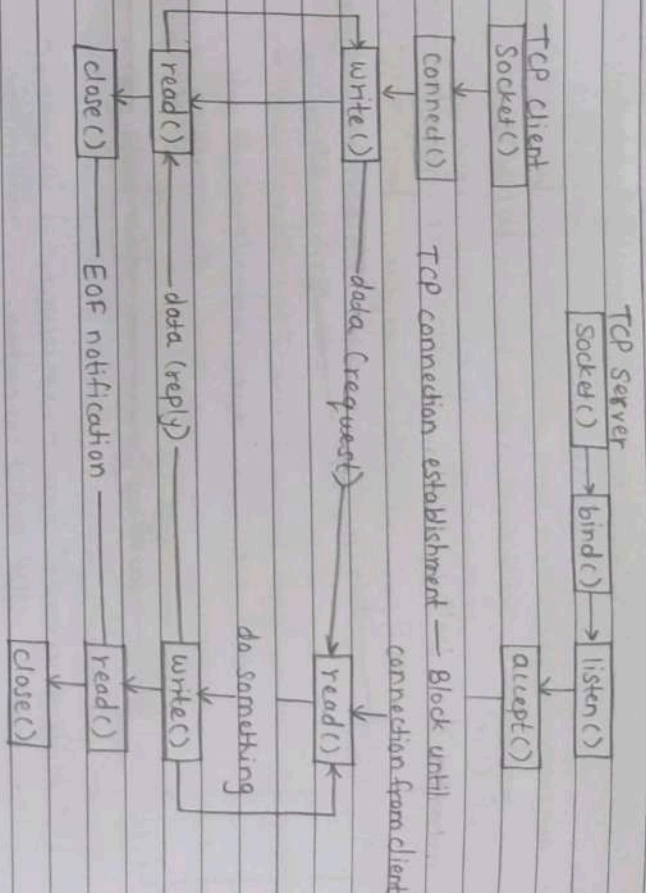 TCP Server
Socket() bind() listen()
TCP Client
Socket() accept()
connect() TCP connection establishment — Block until
connection from client
write() data (request) read()
do something
read() data (reply) write()
close() EOF notification read()
close()